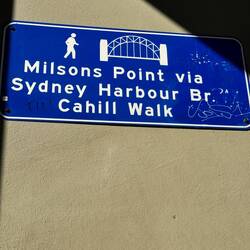 Milsons Point via
Sydney Harbour Br
Cahill Walk